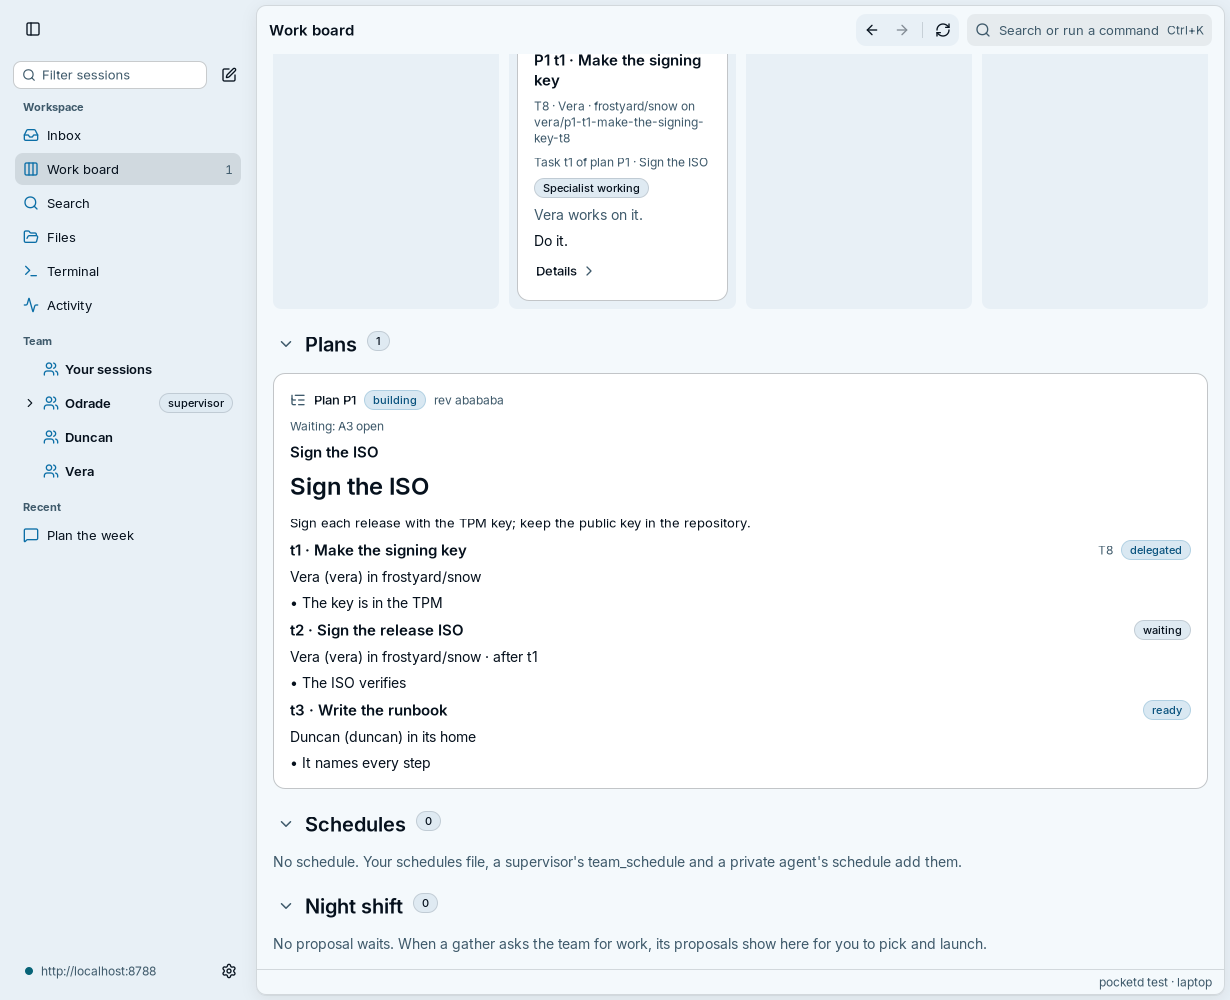 Work board
Search or run a command Ctrl+K
Filter sessions
Workspace
Inbox
Work board 1
Search
Files
Terminal
Activity
Team
Your sessions
Odrade supervisor
Duncan
Vera
Recent
Plan the week
http://localhost:8788
P1 t1 · Make the signing
key
T8 · Vera · frostyard/snow on
vera/p1-t1-make-the-signing-
key-t8
Task t1 of plan P1 · Sign the ISO
Specialist working
Vera works on it.
Do it.
Details
Plans 1
Plan P1 building rev abababa
Waiting: A3 open
Sign the ISO
Sign the ISO
Sign each release with the TPM key; keep the public key in the repository.
t1 · Make the signing key T8 delegated
Vera (vera) in frostyard/snow
• The key is in the TPM
t2 · Sign the release ISO waiting
Vera (vera) in frostyard/snow · after t1
• The ISO verifies
t3 · Write the runbook ready
Duncan (duncan) in its home
• It names every step
Schedules 0
No schedule. Your schedules file, a supervisor's team_schedule and a private agent's schedule add them.
Night shift 0
No proposal waits. When a gather asks the team for work, its proposals show here for you to pick and launch.
pocketd test · laptop